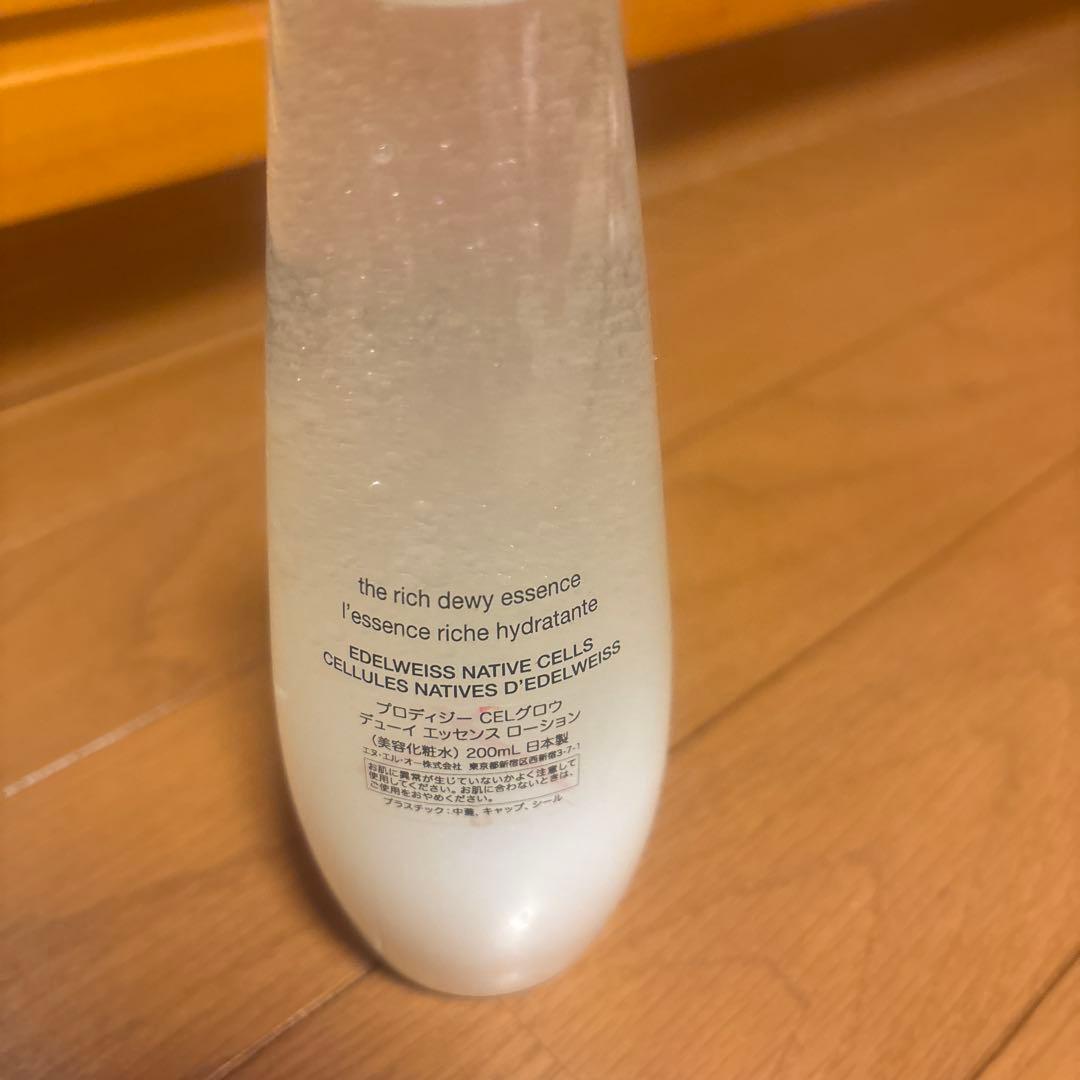 the rich dewy essence
l'essence riche hydratante
EDELWEISS NATIVE CELLS
CELLULES NATIVES D'EDELWEISS
プロディジー CELグロウ
デューイ エッセンス ローション
（美容化粧水）200mL 日本製
エヌ・エル・オー株式会社 東京都新宿区西新宿3-7-1
お肌に異常が生じていないかよく注意して
使用してください。お肌に合わないときは、
ご使用をおやめください。
プラスチック：中蓋、キャップ、シール